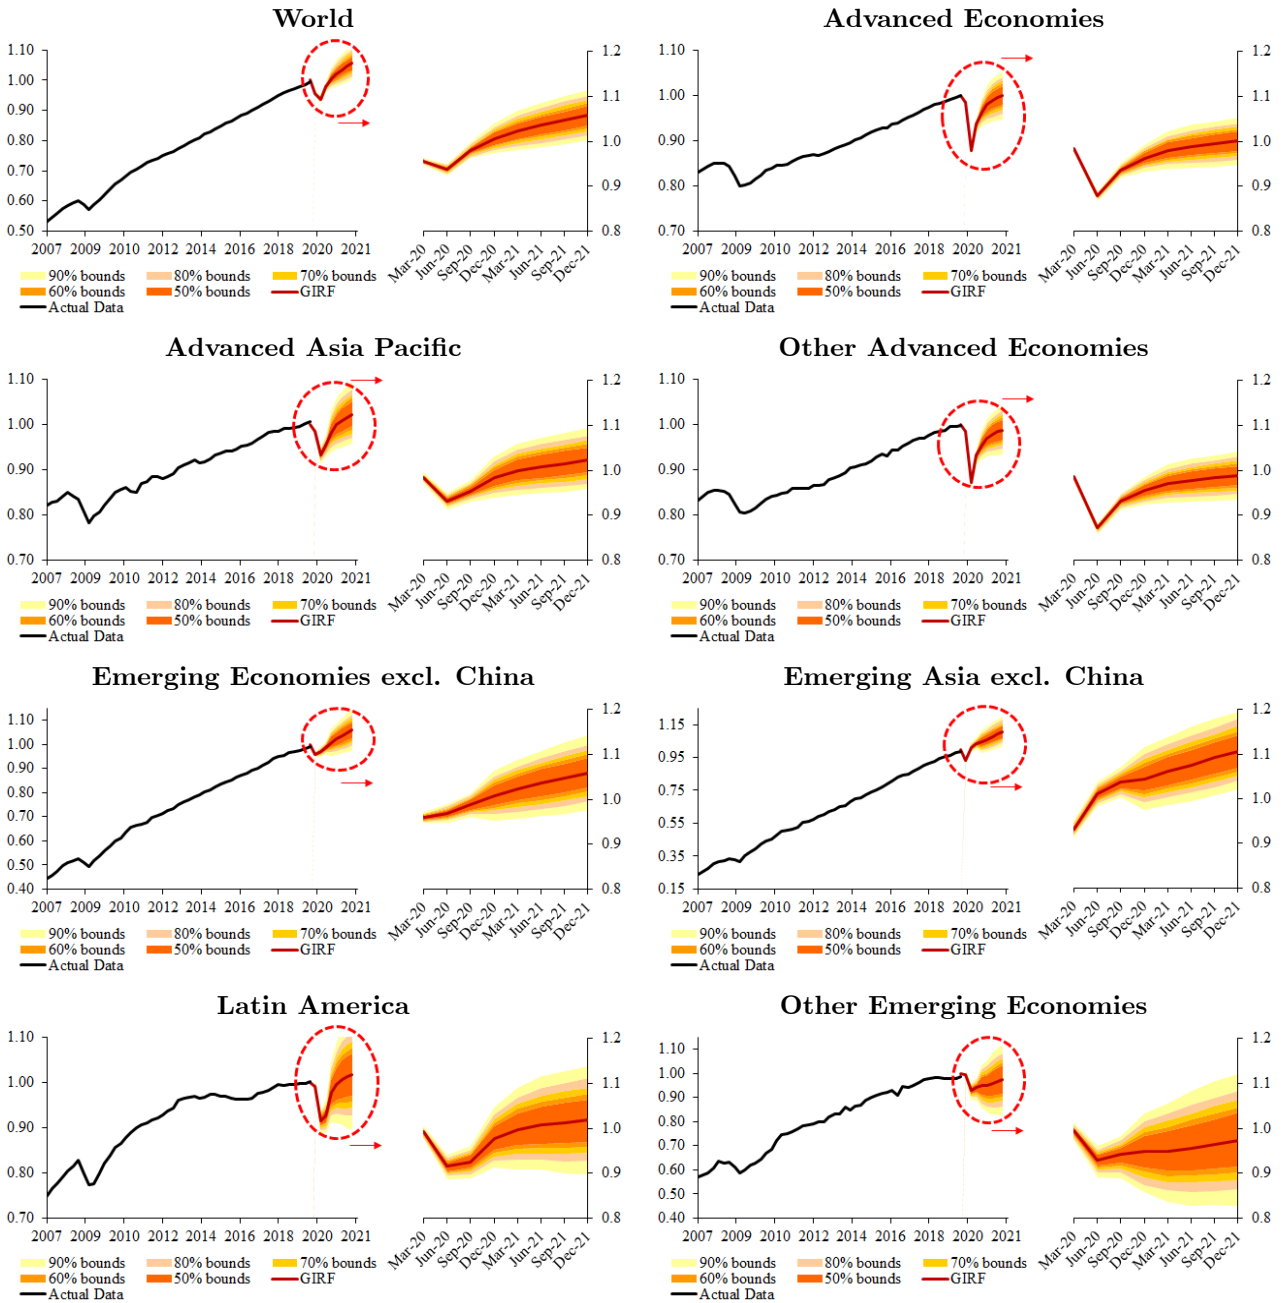 World
1.10
1.00
0.90
0.80
0.70
0.60
0.50
2007 2009 2010 2012 2014 2016 2018 2020 2021
1.2
1.1
1.0
0.9
0.8
Mar-20 Jun-20 Sep-20 Dec-20 Mar-21 Jun-21 Sep-21 Dec-21
90% bounds 80% bounds 70% bounds
60% bounds 50% bounds GIRF
Actual Data
Advanced Economies
1.10
1.00
0.90
0.80
0.70
2007 2009 2010 2012 2014 2016 2018 2020 2021
1.2
1.1
1.0
0.9
0.8
Mar-20 Jun-20 Sep-20 Dec-20 Mar-21 Jun-21 Sep-21 Dec-21
90% bounds 80% bounds 70% bounds
60% bounds 50% bounds GIRF
Actual Data
Advanced Asia Pacific
1.10
1.00
0.90
0.80
0.70
2007 2009 2010 2012 2014 2016 2018 2020 2021
1.2
1.1
1.0
0.9
0.8
Mar-20 Jun-20 Sep-20 Dec-20 Mar-21 Jun-21 Sep-21 Dec-21
90% bounds 80% bounds 70% bounds
60% bounds 50% bounds GIRF
Actual Data
Other Advanced Economies
1.10
1.00
0.90
0.80
0.70
2007 2009 2010 2012 2014 2016 2018 2020 2021
1.2
1.1
1.0
0.9
0.8
Mar-20 Jun-20 Sep-20 Dec-20 Mar-21 Jun-21 Sep-21 Dec-21
90% bounds 80% bounds 70% bounds
60% bounds 50% bounds GIRF
Actual Data
Emerging Economies excl. China
1.10
1.00
0.90
0.80
0.70
0.60
0.50
0.40
2007 2009 2010 2012 2014 2016 2018 2020 2021
1.2
1.1
1.0
0.9
0.8
Mar-20 Jun-20 Sep-20 Dec-20 Mar-21 Jun-21 Sep-21 Dec-21
90% bounds 80% bounds 70% bounds
60% bounds 50% bounds GIRF
Actual Data
Emerging Asia excl. China
1.15
0.95
0.75
0.55
0.35
0.15
2007 2009 2010 2012 2014 2016 2018 2020 2021
1.2
1.1
1.0
0.9
0.8
Mar-20 Jun-20 Sep-20 Dec-20 Mar-21 Jun-21 Sep-21 Dec-21
90% bounds 80% bounds 70% bounds
60% bounds 50% bounds GIRF
Actual Data
Latin America
1.10
1.00
0.90
0.80
0.70
2007 2009 2010 2012 2014 2016 2018 2020 2021
1.2
1.1
1.0
0.9
0.8
Mar-20 Jun-20 Sep-20 Dec-20 Mar-21 Jun-21 Sep-21 Dec-21
90% bounds 80% bounds 70% bounds
60% bounds 50% bounds GIRF
Actual Data
Other Emerging Economies
1.10
1.00
0.90
0.80
0.70
0.60
0.50
0.40
2007 2009 2010 2012 2014 2016 2018 2020 2021
1.2
1.1
1.0
0.9
0.8
Mar-20 Jun-20 Sep-20 Dec-20 Mar-21 Jun-21 Sep-21 Dec-21
90% bounds 80% bounds 70% bounds
60% bounds 50% bounds GIRF
Actual Data